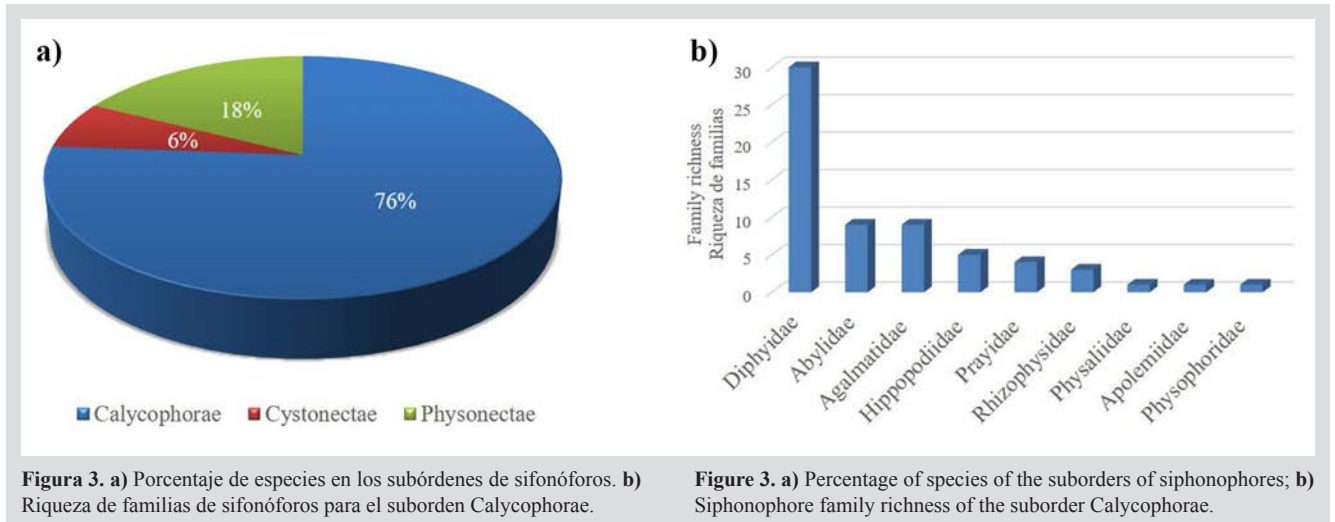 a)
18%
6%
76%
Calycophorae Cystonectae Physonectae
b)
Family richness
Riqueza de familias
30
25
20
15
10
5
0
Diphyidae
Abylidae
Agalmatidae
Hippopodiidae
Prayidae
Rhizophysidae
Physaliidae
Apolemiidae
Physophoridae
Figura 3. a) Porcentaje de especies en los subórdenes de sifonóforos. b)
Riqueza de familias de sifonóforos para el suborden Calycophorae.
Figure 3. a) Percentage of species of the suborders of siphonophores; b)
Siphonophore family richness of the suborder Calycophorae.